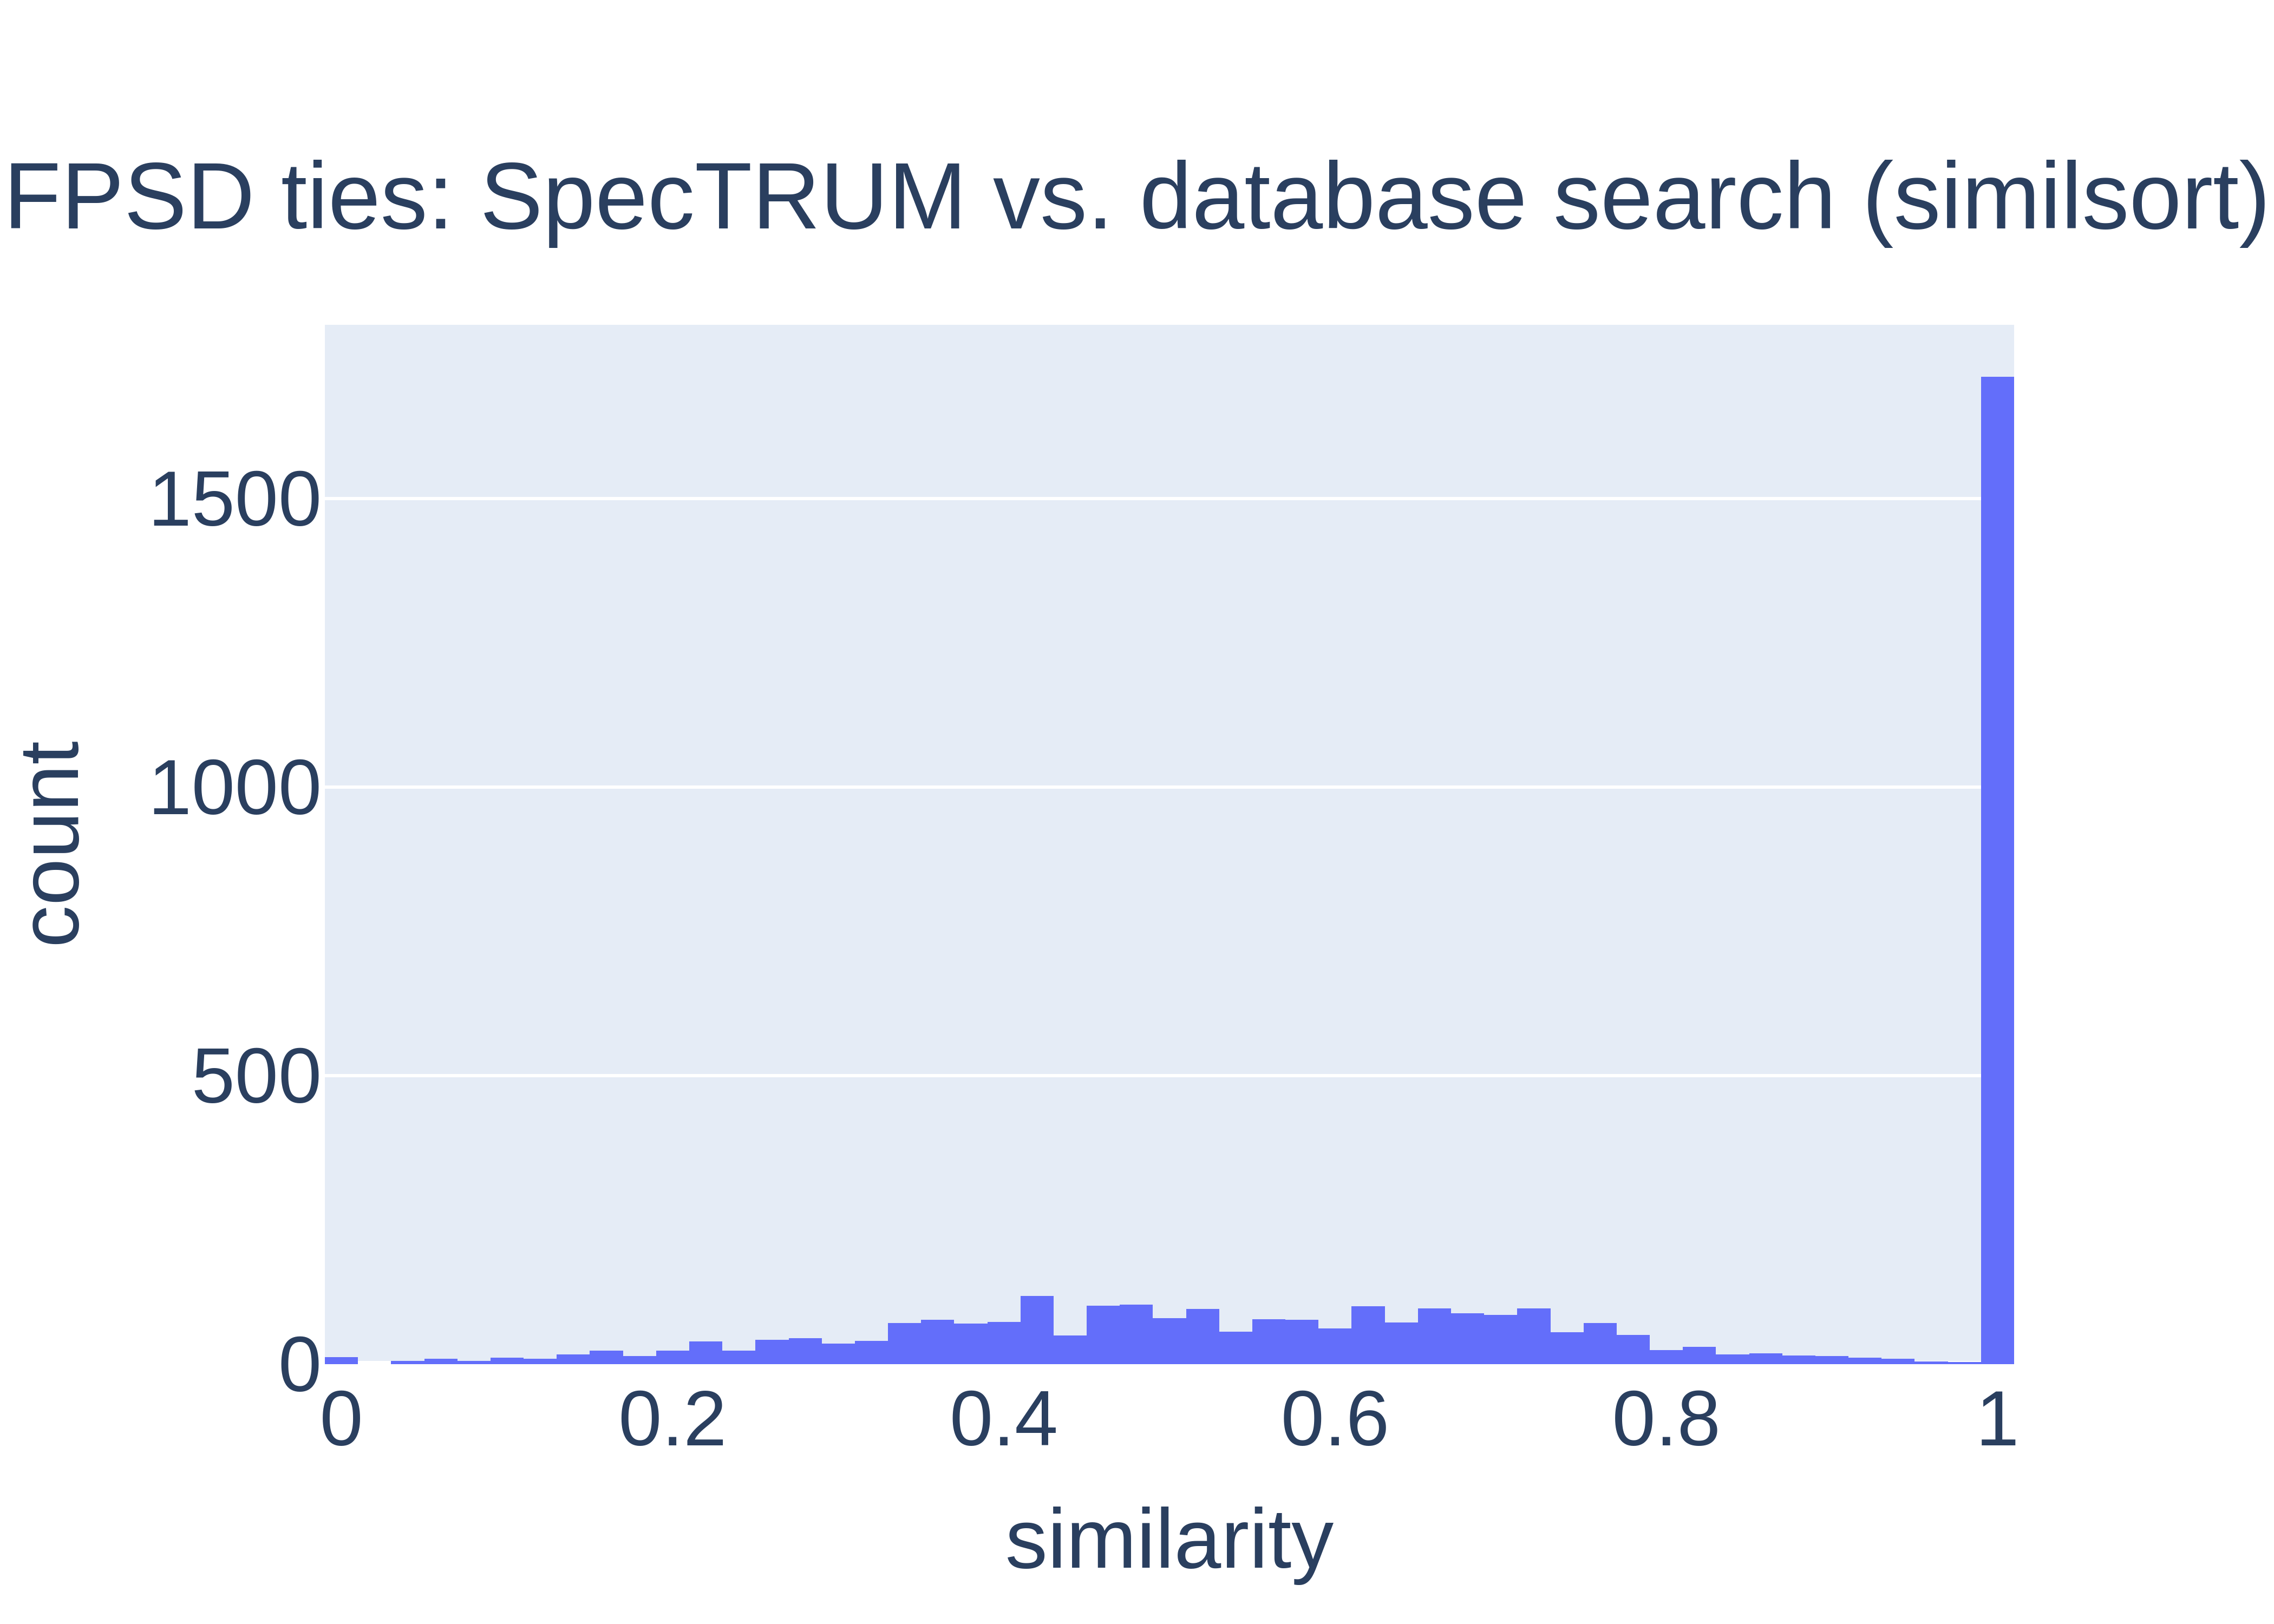 FPSD ties: SpecTRUM vs. database search (similsort)
1500
1000
500
0
count
0 0.2 0.4 0.6 0.8 1
similarity